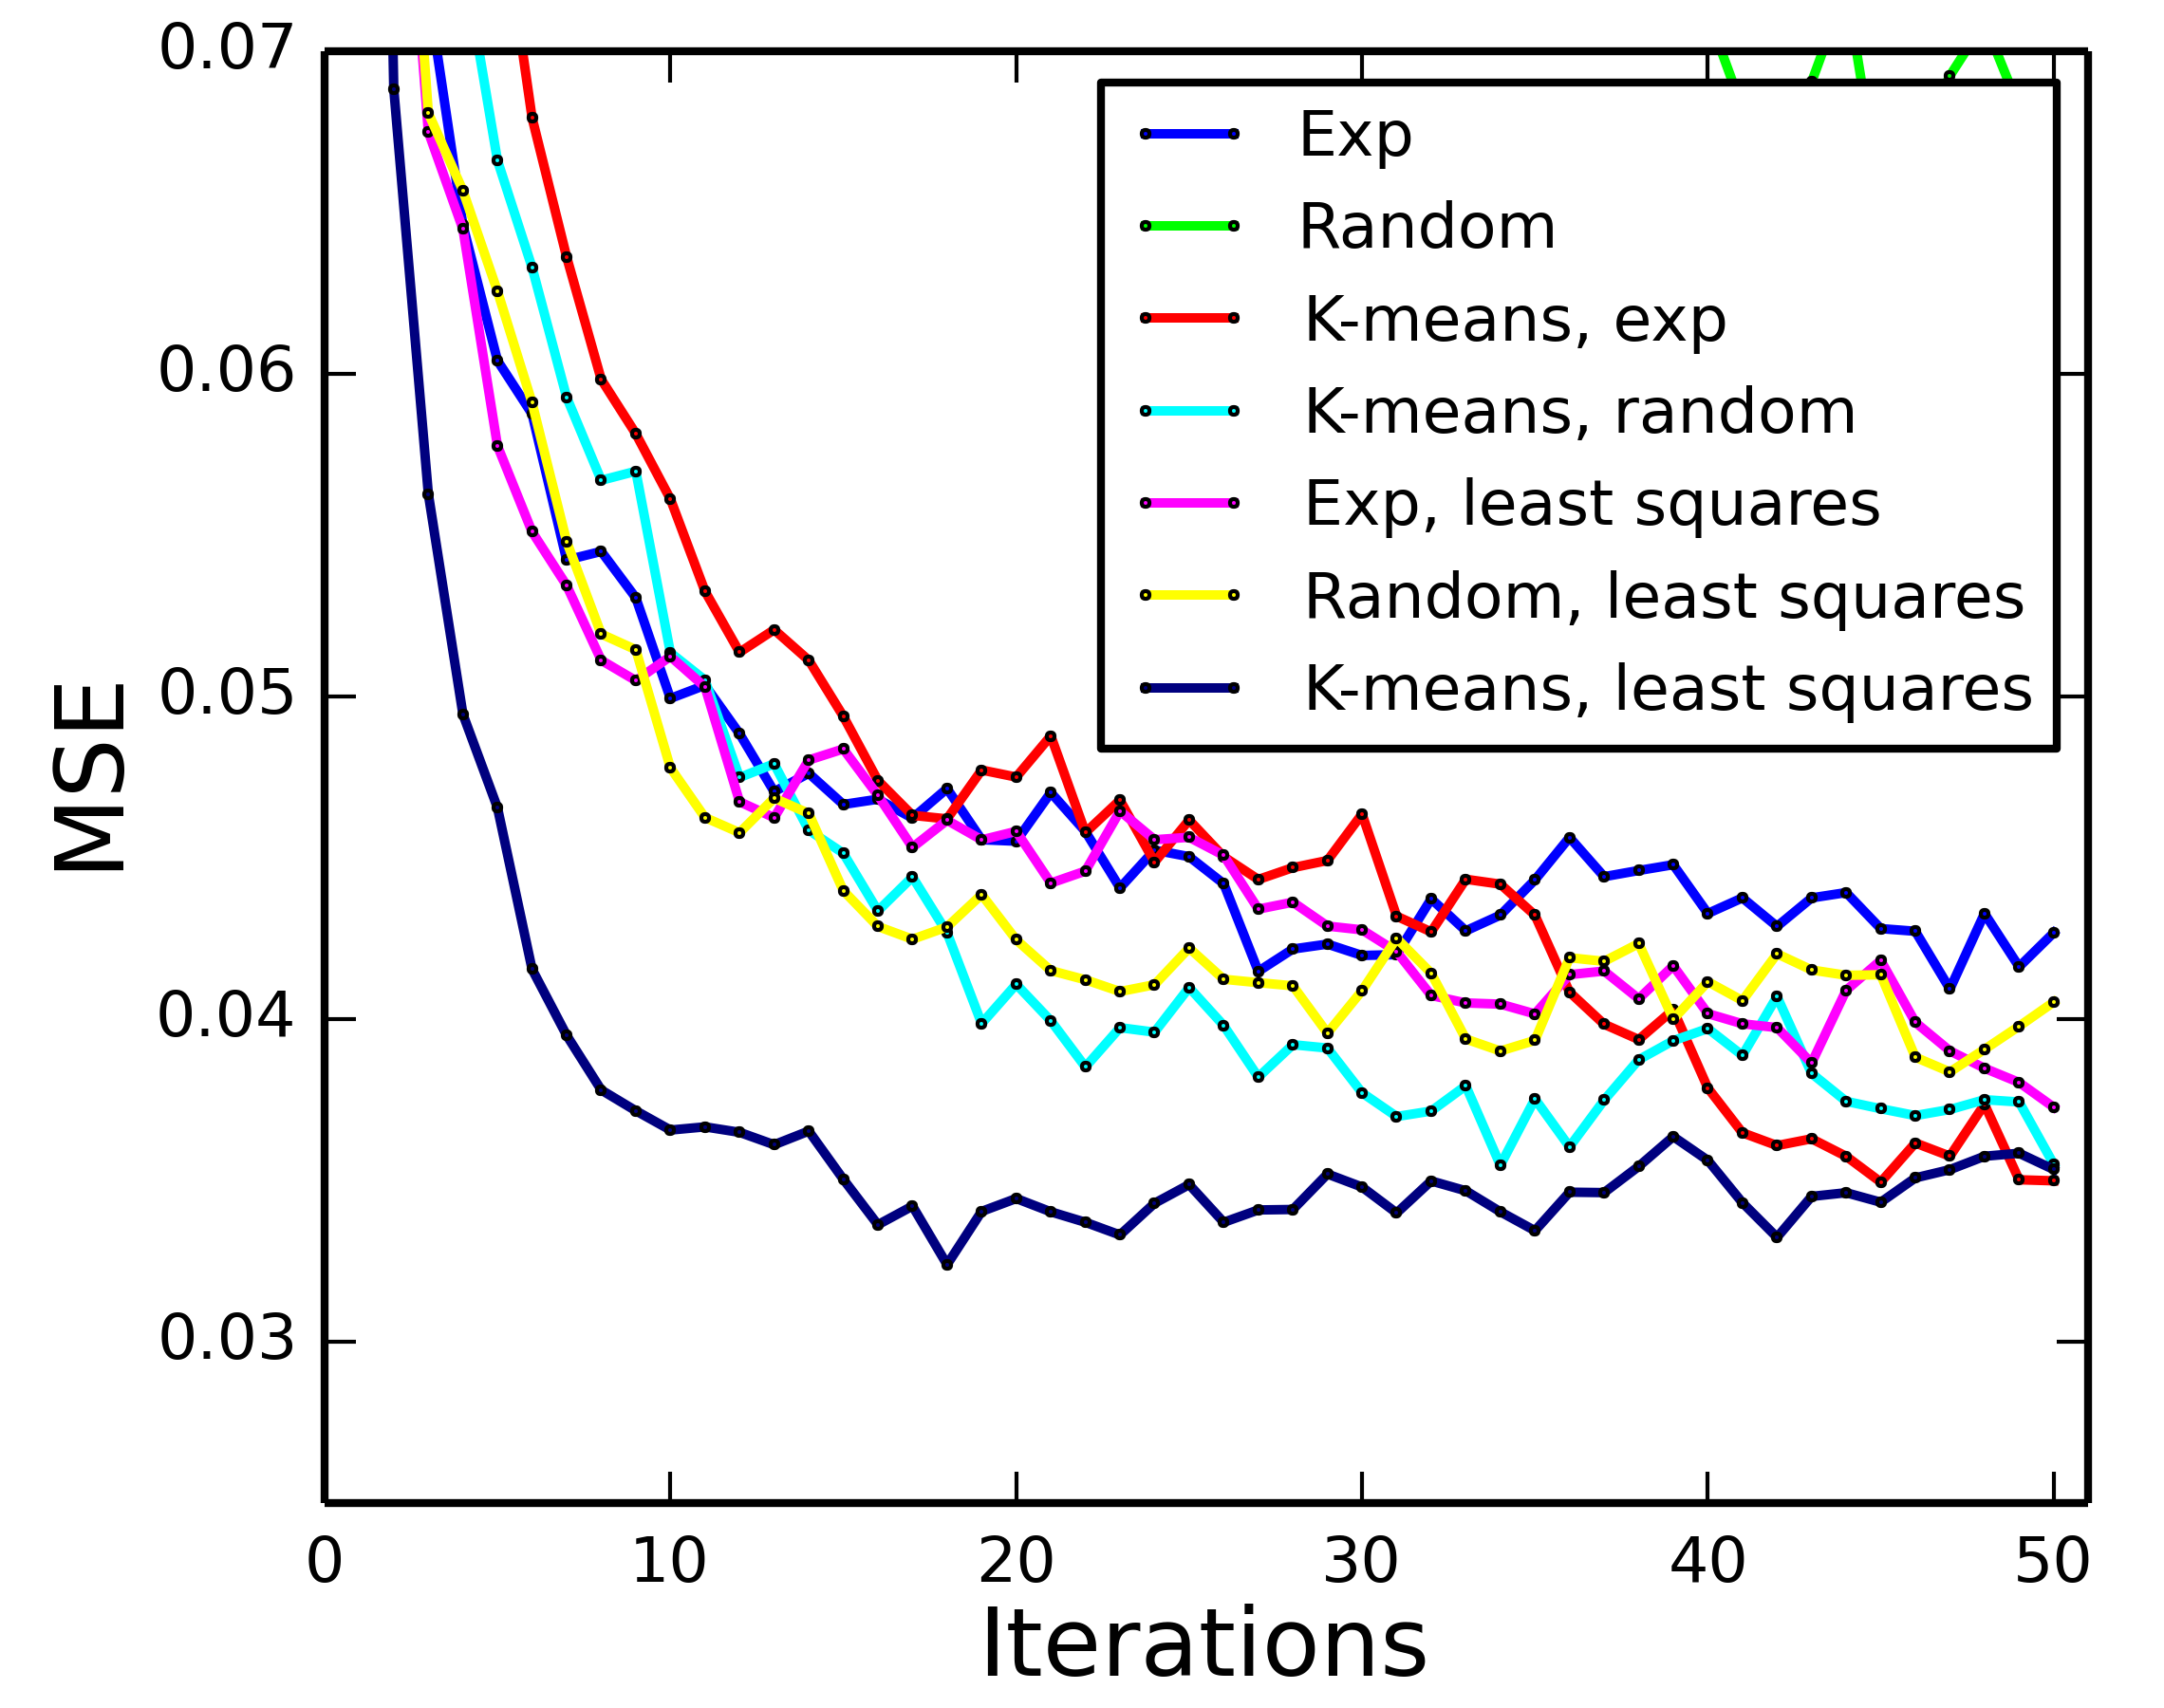 0.07
0.06
0.05
0.04
0.03
MSE
Exp
Random
K-means, exp
K-means, random
Exp, least squares
Random, least squares
K-means, least squares
0 10 20 30 40 50
Iterations